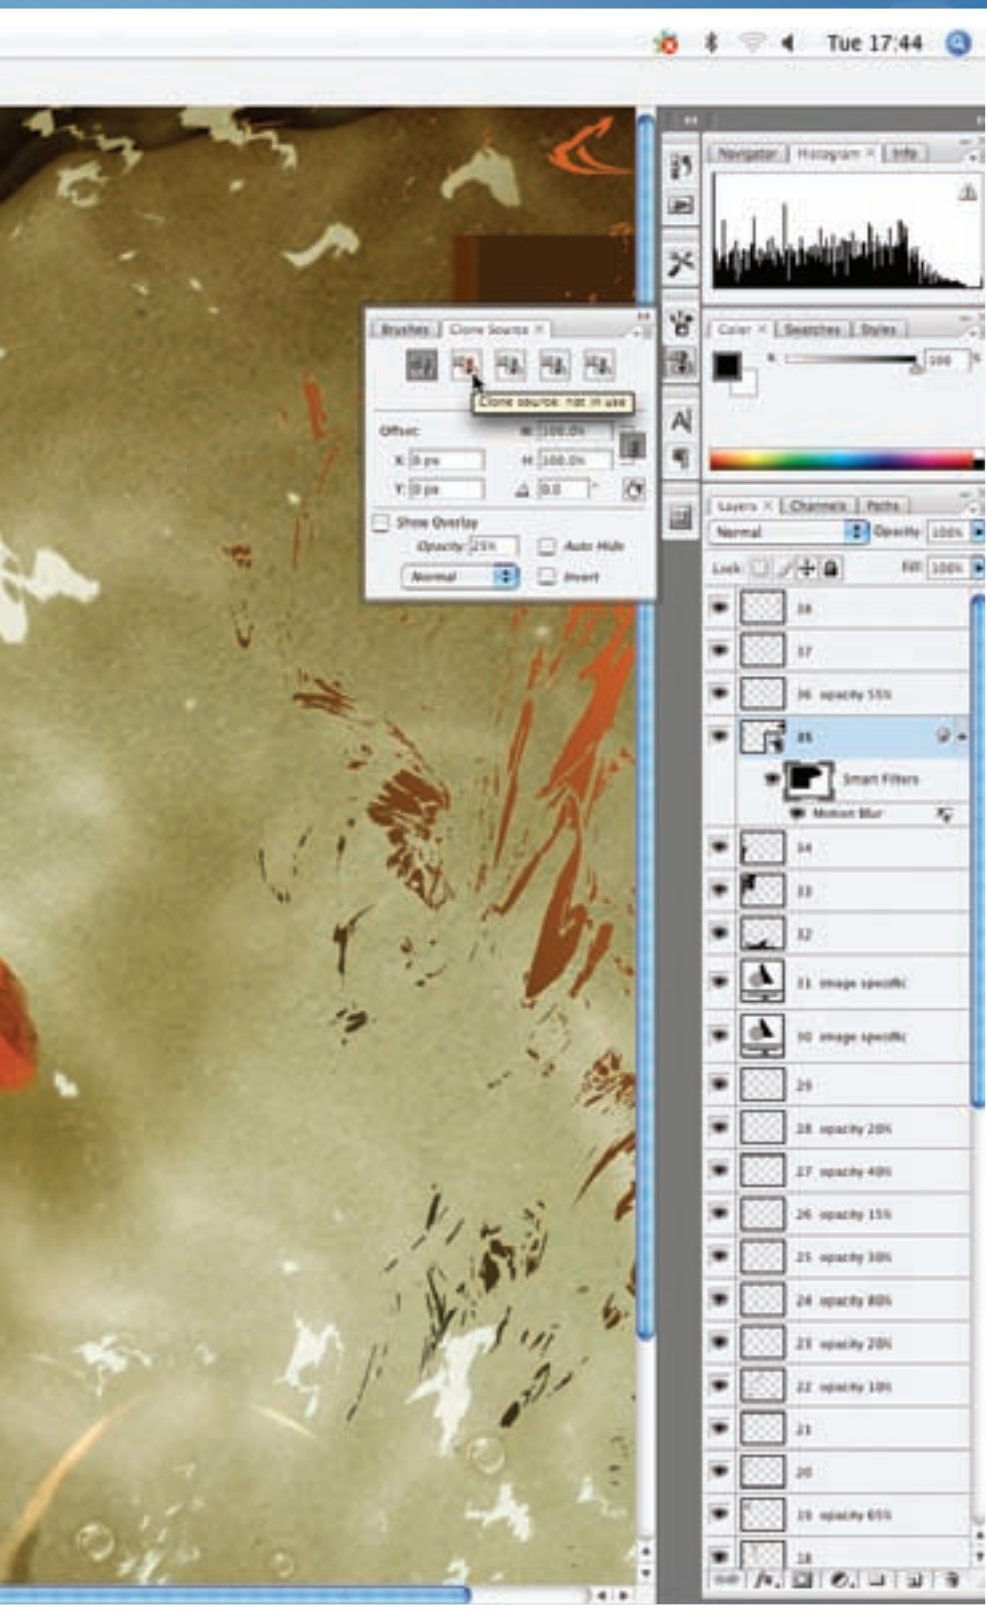 Tue 17:44
Navigator Histogram × Info
Brushes Clone Source ×
Clone source: not in use
Offset: W: 100.0%
X: 0 px H: 100.0%
Y: 0 px 0.0 °
Show Overlay
Opacity: 25% Auto Hide
Normal Invert
Color × Swatches Styles
K 100 %
Layers × Channels Paths
Normal Opacity: 100%
Lock: Fill: 100%
38
37
36 opacity 55%
35
Smart Filters
Motion Blur
34
33
32
31 image specific
30 image specific
29
28 opacity 20%
27 opacity 40%
26 opacity 15%
25 opacity 30%
24 opacity 80%
23 opacity 20%
22 opacity 10%
21
20
19 opacity 65%
18